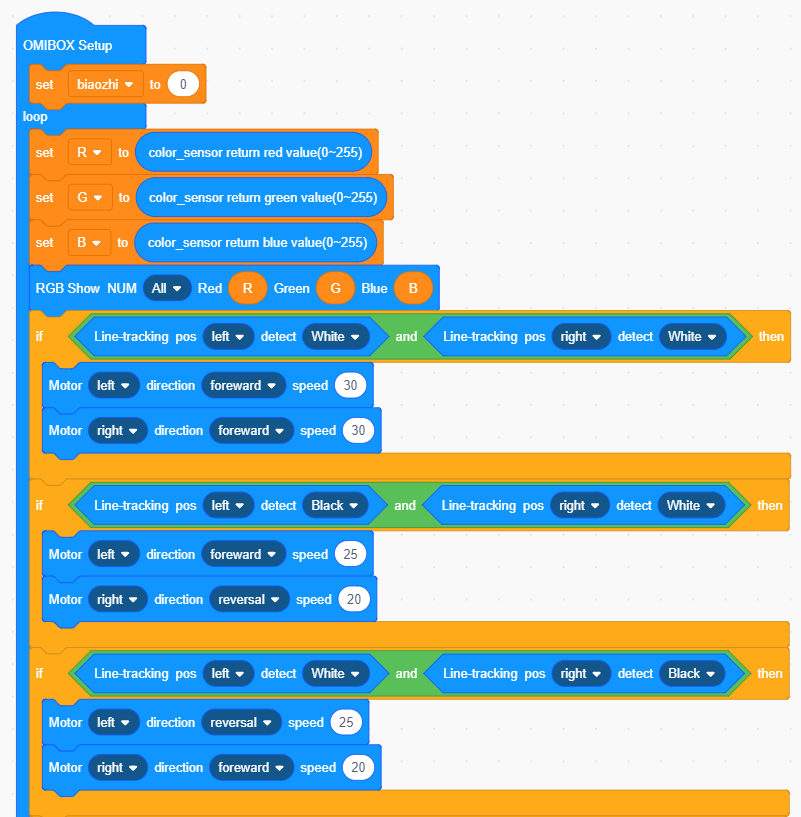 OMIBOX Setup
set biaozhi to 0
loop
set R to color_sensor return red value(0~255)
set G to color_sensor return green value(0~255)
set B to color_sensor return blue value(0~255)
RGB Show NUM All Red R Green G Blue B
if Line-tracking pos left detect White and Line-tracking pos right detect White then
Motor left direction forward speed 30
Motor right direction forward speed 30
if Line-tracking pos left detect Black and Line-tracking pos right detect White then
Motor left direction forward speed 25
Motor right direction reversal speed 20
if Line-tracking pos left detect White and Line-tracking pos right detect Black then
Motor left direction reversal speed 25
Motor right direction forward speed 20